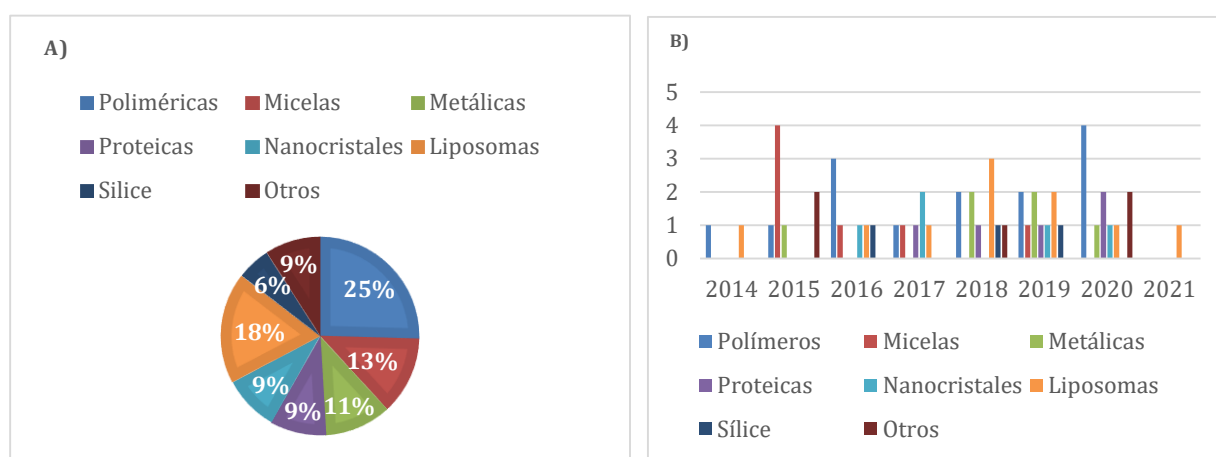 A)
Poliméricas Micelas Metálicas
Proteicas Nanocristales Liposomas
Silice Otros
9%
6%
25%
18%
13%
9%
9%
11%
B)
5
4
3
2
1
0
2014 2015 2016 2017 2018 2019 2020 2021
Polímeros Micelas Metálicas
Proteicas Nanocristales Liposomas
Sílice Otros